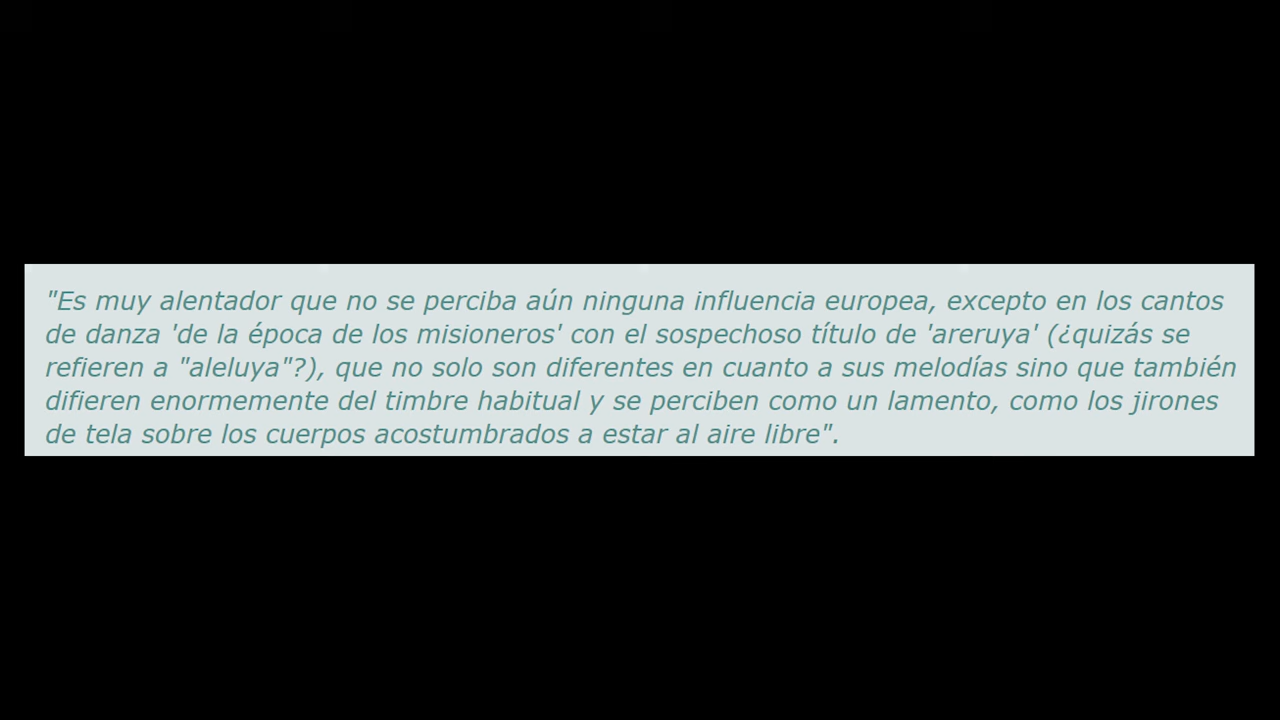 "Es muy alentador que no se perciba aún ninguna influencia europea, excepto en los cantos
de danza 'de la época de los misioneros' con el sospechoso título de 'areruya' (¿quizás se
refieren a "aleluya"?), que no solo son diferentes en cuanto a sus melodías sino que también
difieren enormemente del timbre habitual y se perciben como un lamento, como los jirones
de tela sobre los cuerpos acostumbrados a estar al aire libre".